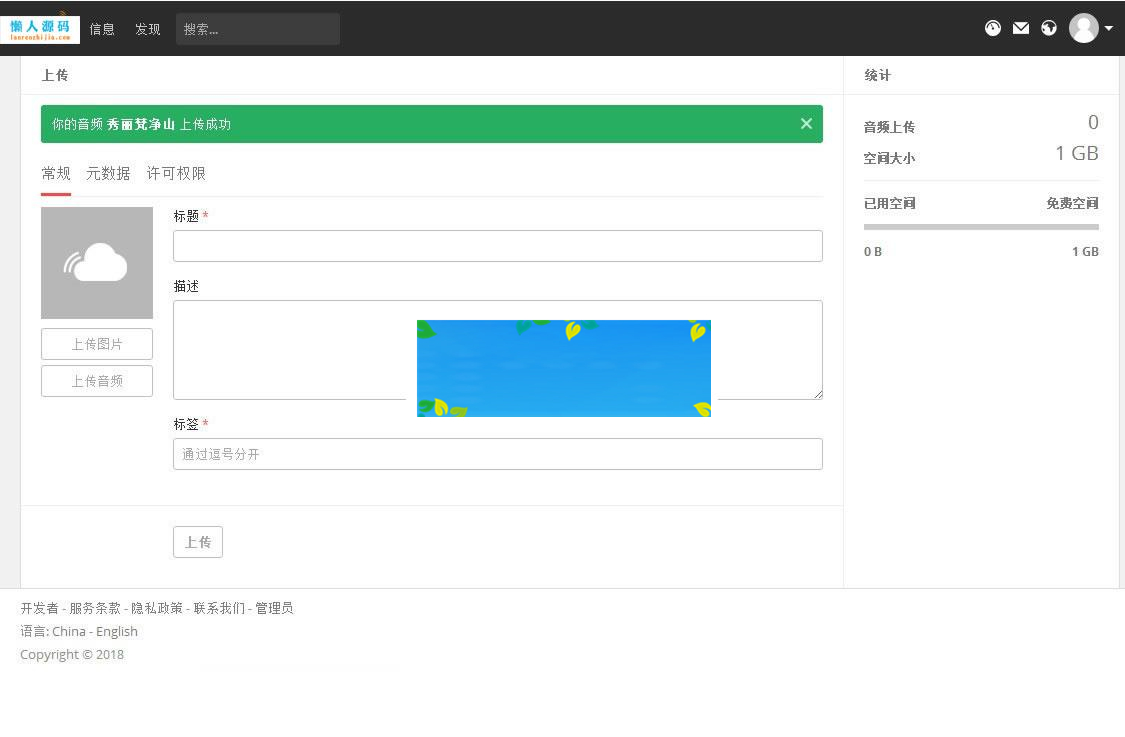 懒人源码
lanrenzhijia.com
信息 发现 搜索...
上传
你的音频 秀丽梵净山 上传成功
常规 元数据 许可权限
标题 *
描述
上传图片
上传音频
标签 *
通过逗号分开
上传
统计
音频上传 0
空间大小 1 GB
已用空间 免费空间
0 B 1 GB
开发者 - 服务条款 - 隐私政策 - 联系我们 - 管理员
语言: China - English
Copyright © 2018